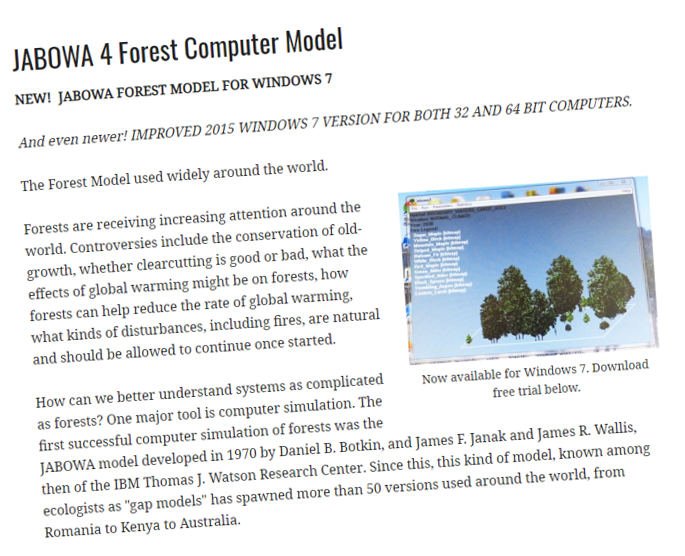 JABOWA 4 Forest Computer Model
NEW! JABOWA FOREST MODEL FOR WINDOWS 7
And even newer! IMPROVED 2015 WINDOWS 7 VERSION FOR BOTH 32 AND 64 BIT COMPUTERS.
The Forest Model used widely around the world.
Forests are receiving increasing attention around the
world. Controversies include the conservation of old-
growth, whether clearcutting is good or bad, what the
effects of global warming might be on forests, how
forests can help reduce the rate of global warming,
what kinds of disturbances, including fires, are natural
and should be allowed to continue once started.
Now available for Windows 7. Download
free trial below.
How can we better understand systems as complicated
as forests? One major tool is computer simulation. The
first successful computer simulation of forests was the
JABOWA model developed in 1970 by Daniel B. Botkin, and James F. Janak and James R. Wallis,
then of the IBM Thomas J. Watson Research Center. Since this, this kind of model, known among
ecologists as "gap models" has spawned more than 50 versions used around the world, from
Romania to Kenya to Australia.